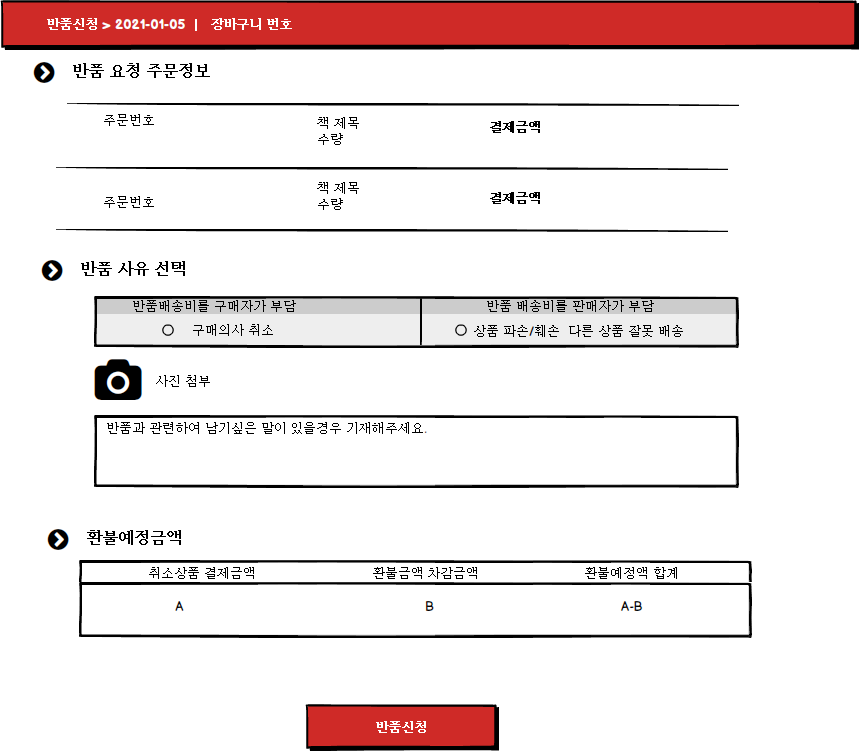 반품신청 > 2021-01-05 | 장바구니 번호
반품 요청 주문정보
주문번호 책 제목 결제금액
수량
주문번호 책 제목 결제금액
수량
반품 사유 선택
반품배송비를 구매자가 부담 반품 배송비를 판매자가 부담
구매의사 취소 상품 파손/훼손 다른 상품 잘못 배송
사진 첨부
반품과 관련하여 남기싶은 말이 있을경우 기재해주세요.
환불예정금액
취소상품 결제금액 환불금액 차감금액 환불예정액 합계
A B A-B
반품신청